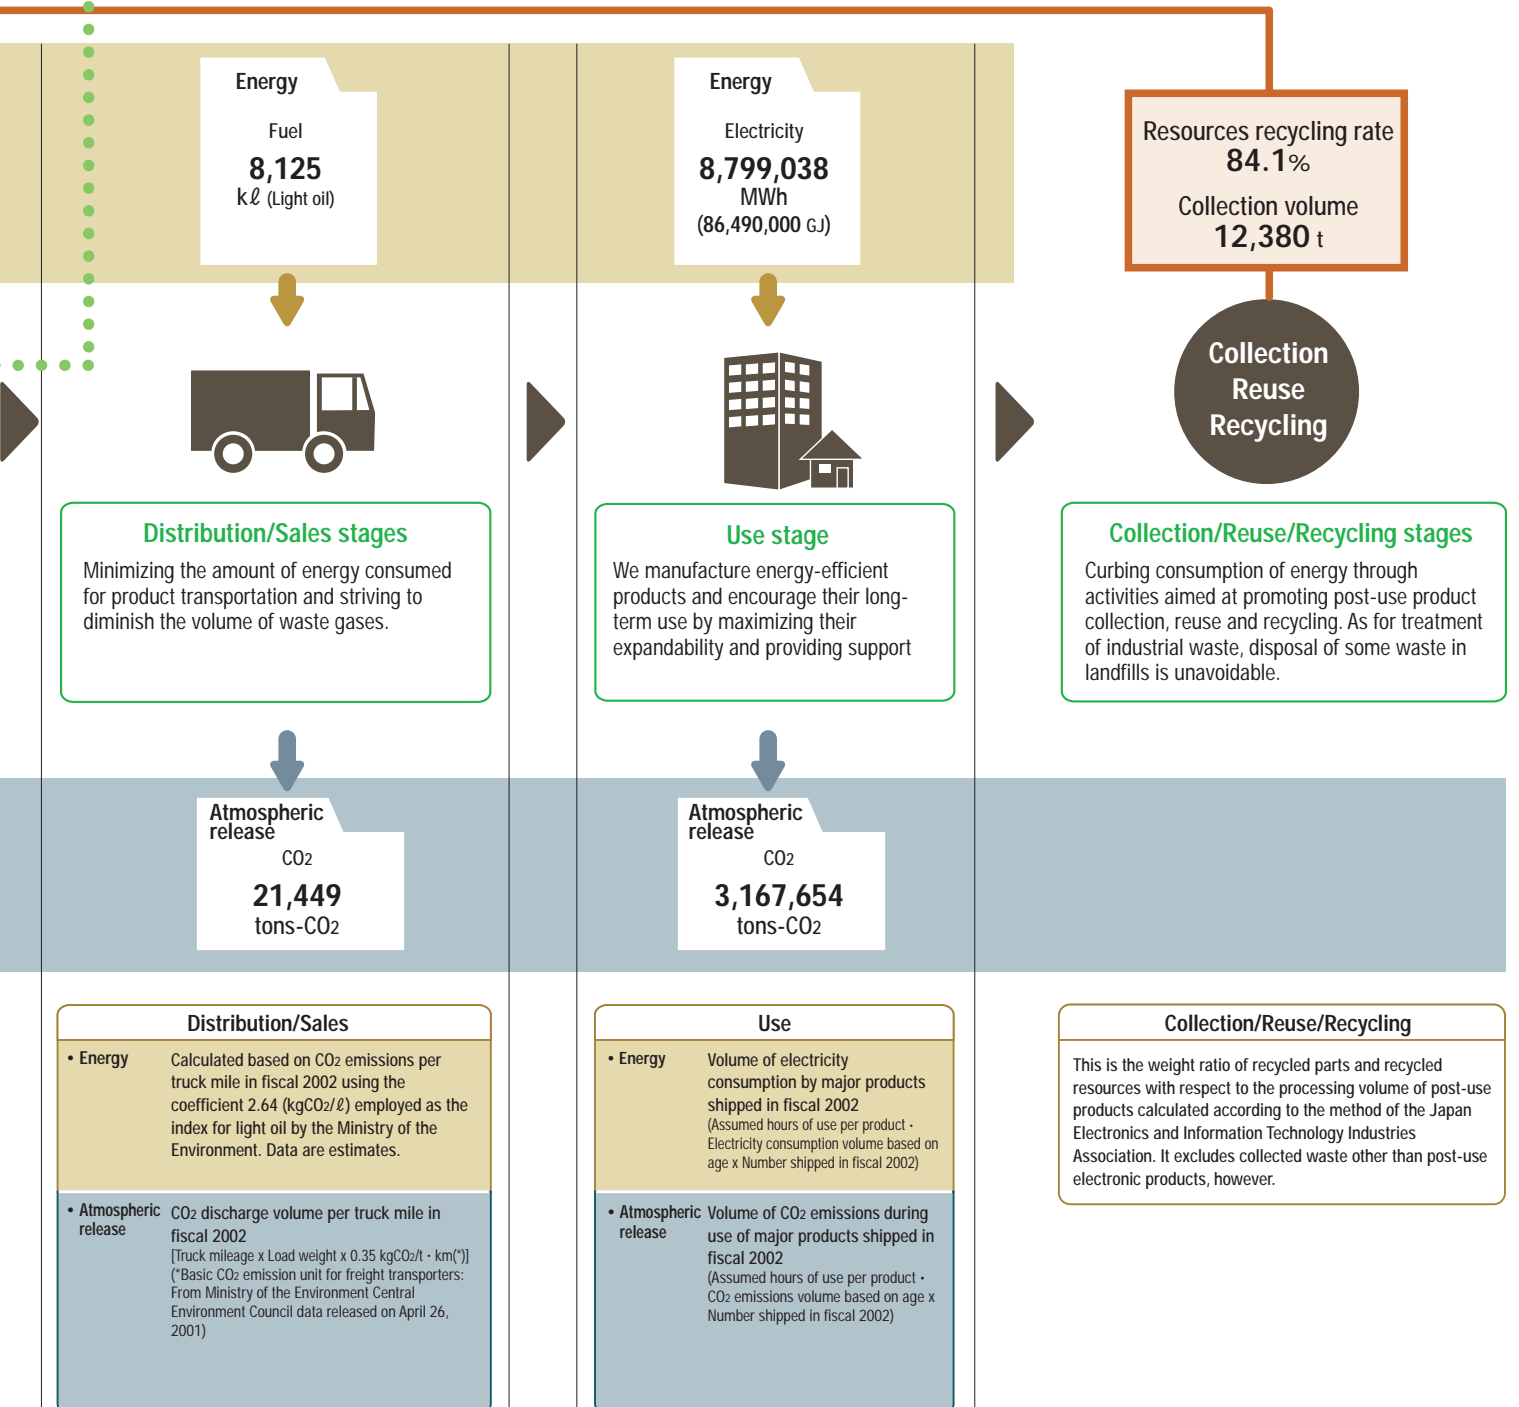 Energy
Fuel
8,125
kℓ (Light oil)
Energy
Electricity
8,799,038
MWh
(86,490,000 GJ)
Resources recycling rate
84.1%
Collection volume
12,380 t
Collection
Reuse
Recycling
Distribution/Sales stages
Minimizing the amount of energy consumed
for product transportation and striving to
diminish the volume of waste gases.
Use stage
We manufacture energy-efficient
products and encourage their long-
term use by maximizing their
expandability and providing support
Collection/Reuse/Recycling stages
Curbing consumption of energy through
activities aimed at promoting post-use product
collection, reuse and recycling. As for treatment
of industrial waste, disposal of some waste in
landfills is unavoidable.
Atmospheric
release
CO2
21,449
tons-CO2
Atmospheric
release
CO2
3,167,654
tons-CO2
Distribution/Sales
• Energy
Calculated based on CO2 emissions per
truck mile in fiscal 2002 using the
coefficient 2.64 (kgCO2/ℓ) employed as the
index for light oil by the Ministry of the
Environment. Data are estimates.
• Atmospheric
release
CO2 discharge volume per truck mile in
fiscal 2002
[Truck mileage x Load weight x 0.35 kgCO2/t・km(*)]
(*Basic CO2 emission unit for freight transporters:
From Ministry of the Environment Central
Environment Council data released on April 26,
2001)
Use
• Energy
Volume of electricity
consumption by major products
shipped in fiscal 2002
(Assumed hours of use per product・
Electricity consumption volume based on
age x Number shipped in fiscal 2002)
• Atmospheric
release
Volume of CO2 emissions during
use of major products shipped in
fiscal 2002
(Assumed hours of use per product・
CO2 emissions volume based on age x
Number shipped in fiscal 2002)
Collection/Reuse/Recycling
This is the weight ratio of recycled parts and recycled
resources with respect to the processing volume of post-use
products calculated according to the method of the Japan
Electronics and Information Technology Industries
Association. It excludes collected waste other than post-use
electronic products, however.